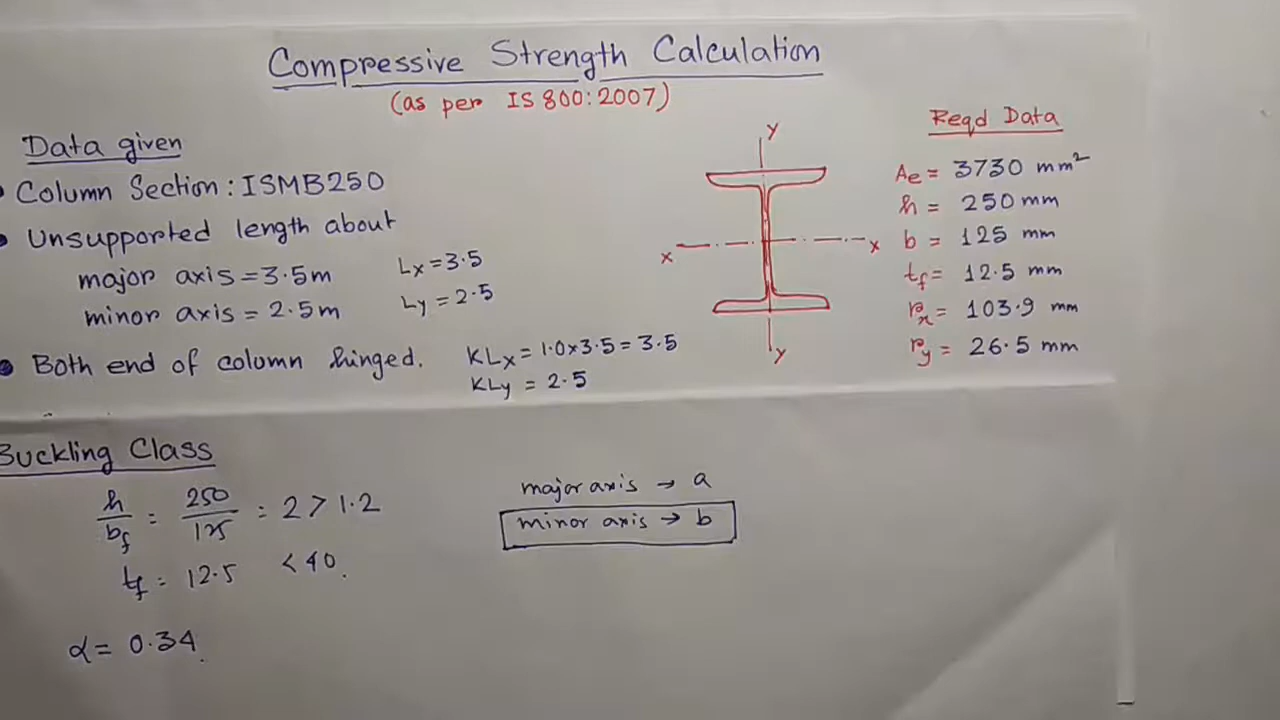 Compressive Strength Calculation
(as per IS 800:2007)
Data given
Column Section : ISMB250
Unsupported length about
major axis = 3.5m
minor axis = 2.5m
Lx = 3.5
Ly = 2.5
Both end of column hinged.
KLx = 1.0x3.5 = 3.5
KLy = 2.5
y
x
x
y
Reqd Data
Ae = 3730 mm²
h = 250 mm
b = 125 mm
tf = 12.5 mm
rx = 103.9 mm
ry = 26.5 mm
Buckling Class
h/bf = 250/125 = 2 > 1.2
tf = 12.5 < 40.
α = 0.34.
major axis → a
minor axis → b